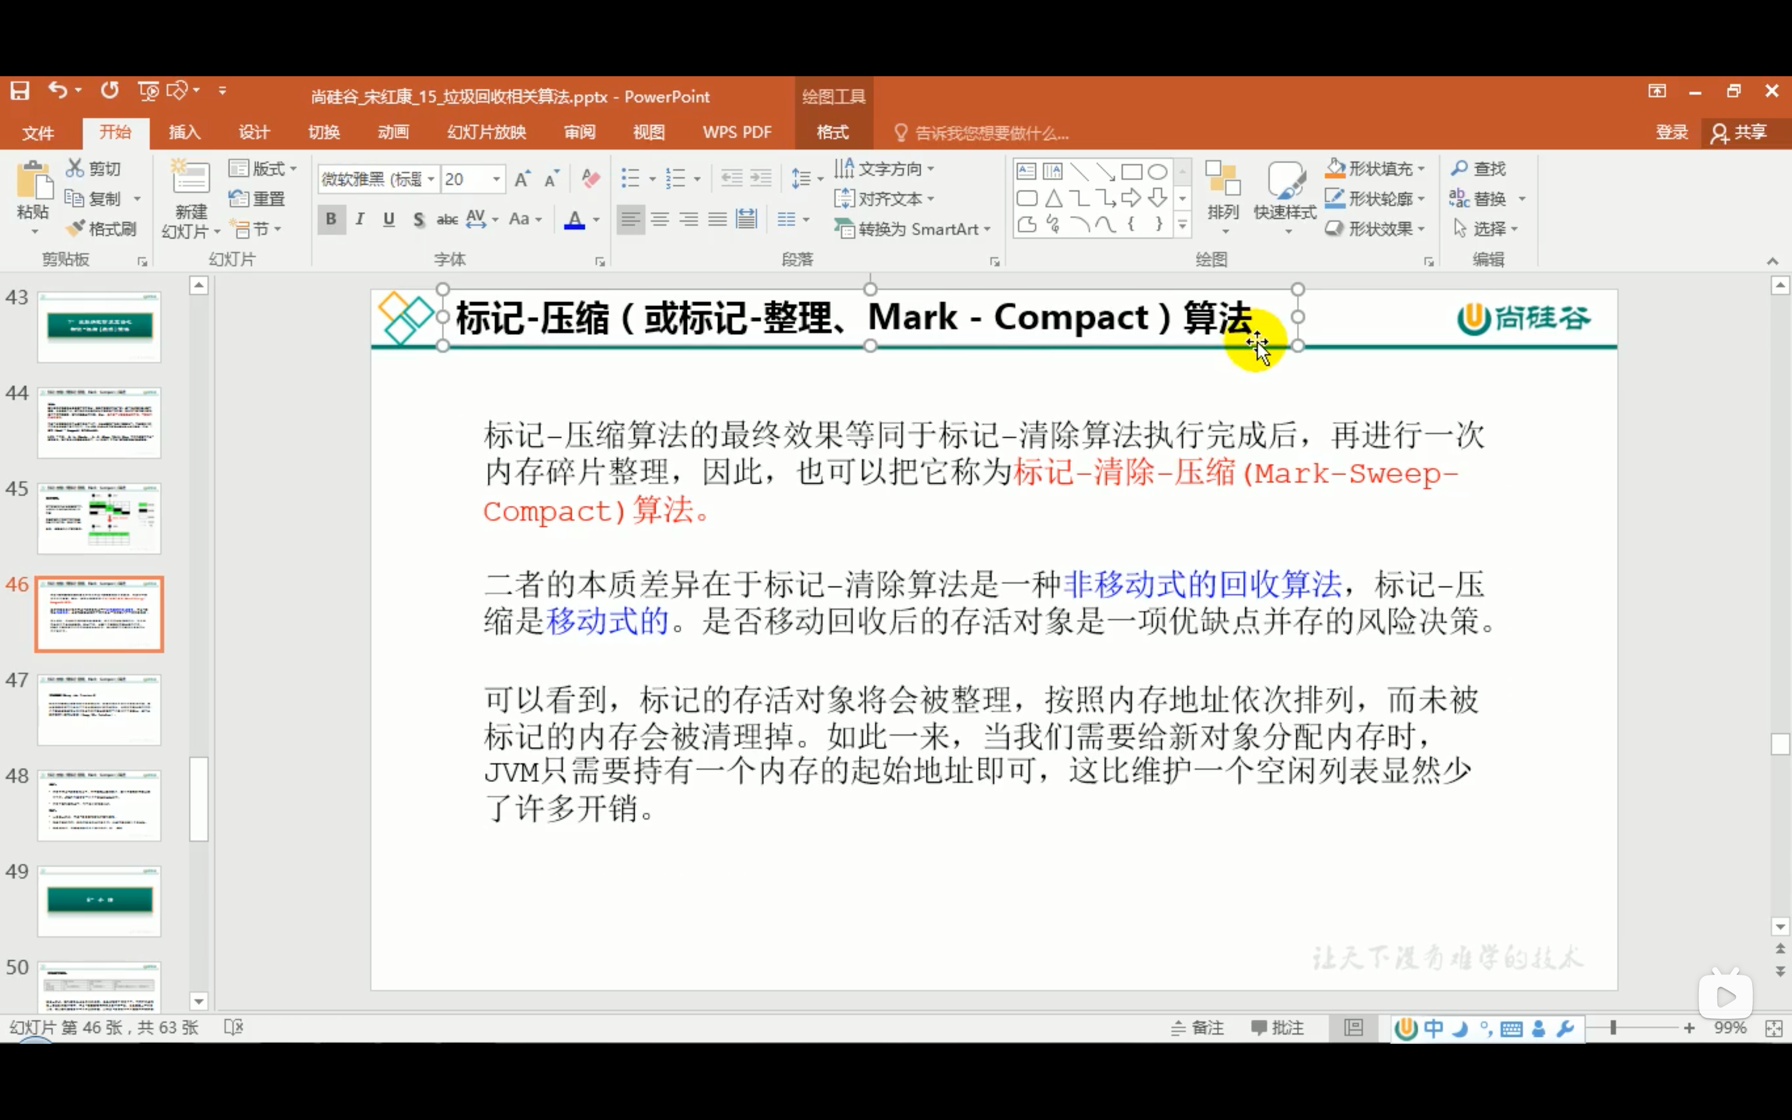 尚硅谷_宋红康_15_垃圾回收相关算法.pptx - PowerPoint
绘图工具
文件 开始 插入 设计 切换 动画 幻灯片放映 审阅 视图 WPS PDF 格式 告诉我您想要做什么... 登录 共享
粘贴 剪切 复制 格式刷
新建 幻灯片 版式 重置 节
微软雅黑 (标题 20
B I U S abc AV Aa A
文字方向 对齐文本 转换为 SmartArt
排列 快速样式 形状填充 形状轮廓 形状效果
查找 替换 选择
剪贴板 幻灯片 字体 段落 绘图 编辑
43
44
45
46
47
48
49
50
标记-压缩（或标记-整理、Mark - Compact）算法
尚硅谷
标记-压缩算法的最终效果等同于标记-清除算法执行完成后，再进行一次
内存碎片整理，因此，也可以把它称为标记-清除-压缩(Mark-Sweep-
Compact)算法。
二者的本质差异在于标记-清除算法是一种非移动式的回收算法，标记-压
缩是移动式的。是否移动回收后的存活对象是一项优缺点并存的风险决策。
可以看到，标记的存活对象将会被整理，按照内存地址依次排列，而未被
标记的内存会被清理掉。如此一来，当我们需要给新对象分配内存时，
JVM只需要持有一个内存的起始地址即可，这比维护一个空闲列表显然少
了许多开销。
让天下没有难学的技术
幻灯片 第 46 张，共 63 张 备注 批注 中 99%